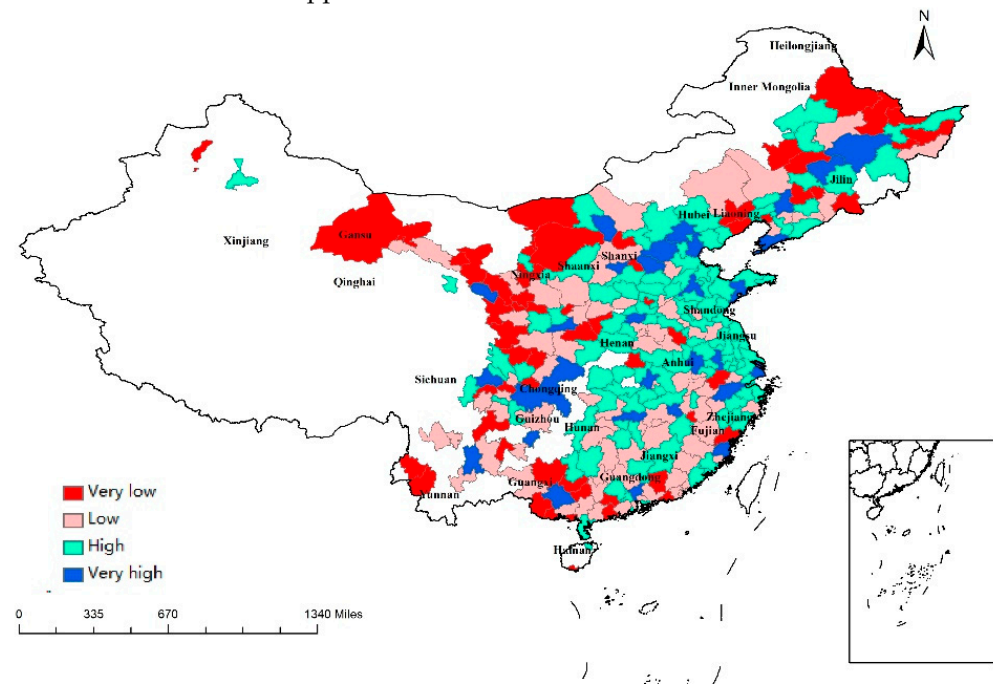 N
Heilongjiang
Inner Mongolia
Jilin
Hubei Liaoning
Gansu
Xinjiang
Shanxi
Shaanxi
Qinghai
Shandong
Jiangsu
Henan
Anhui
Sichuan
Chongqing
Guizhou
Zhejiang
Hunan
Fujian
Jiangxi
Guangxi
Guangdong
Yunnan
Hainan
Very low
Low
High
Very high
0 335 670 1340 Miles